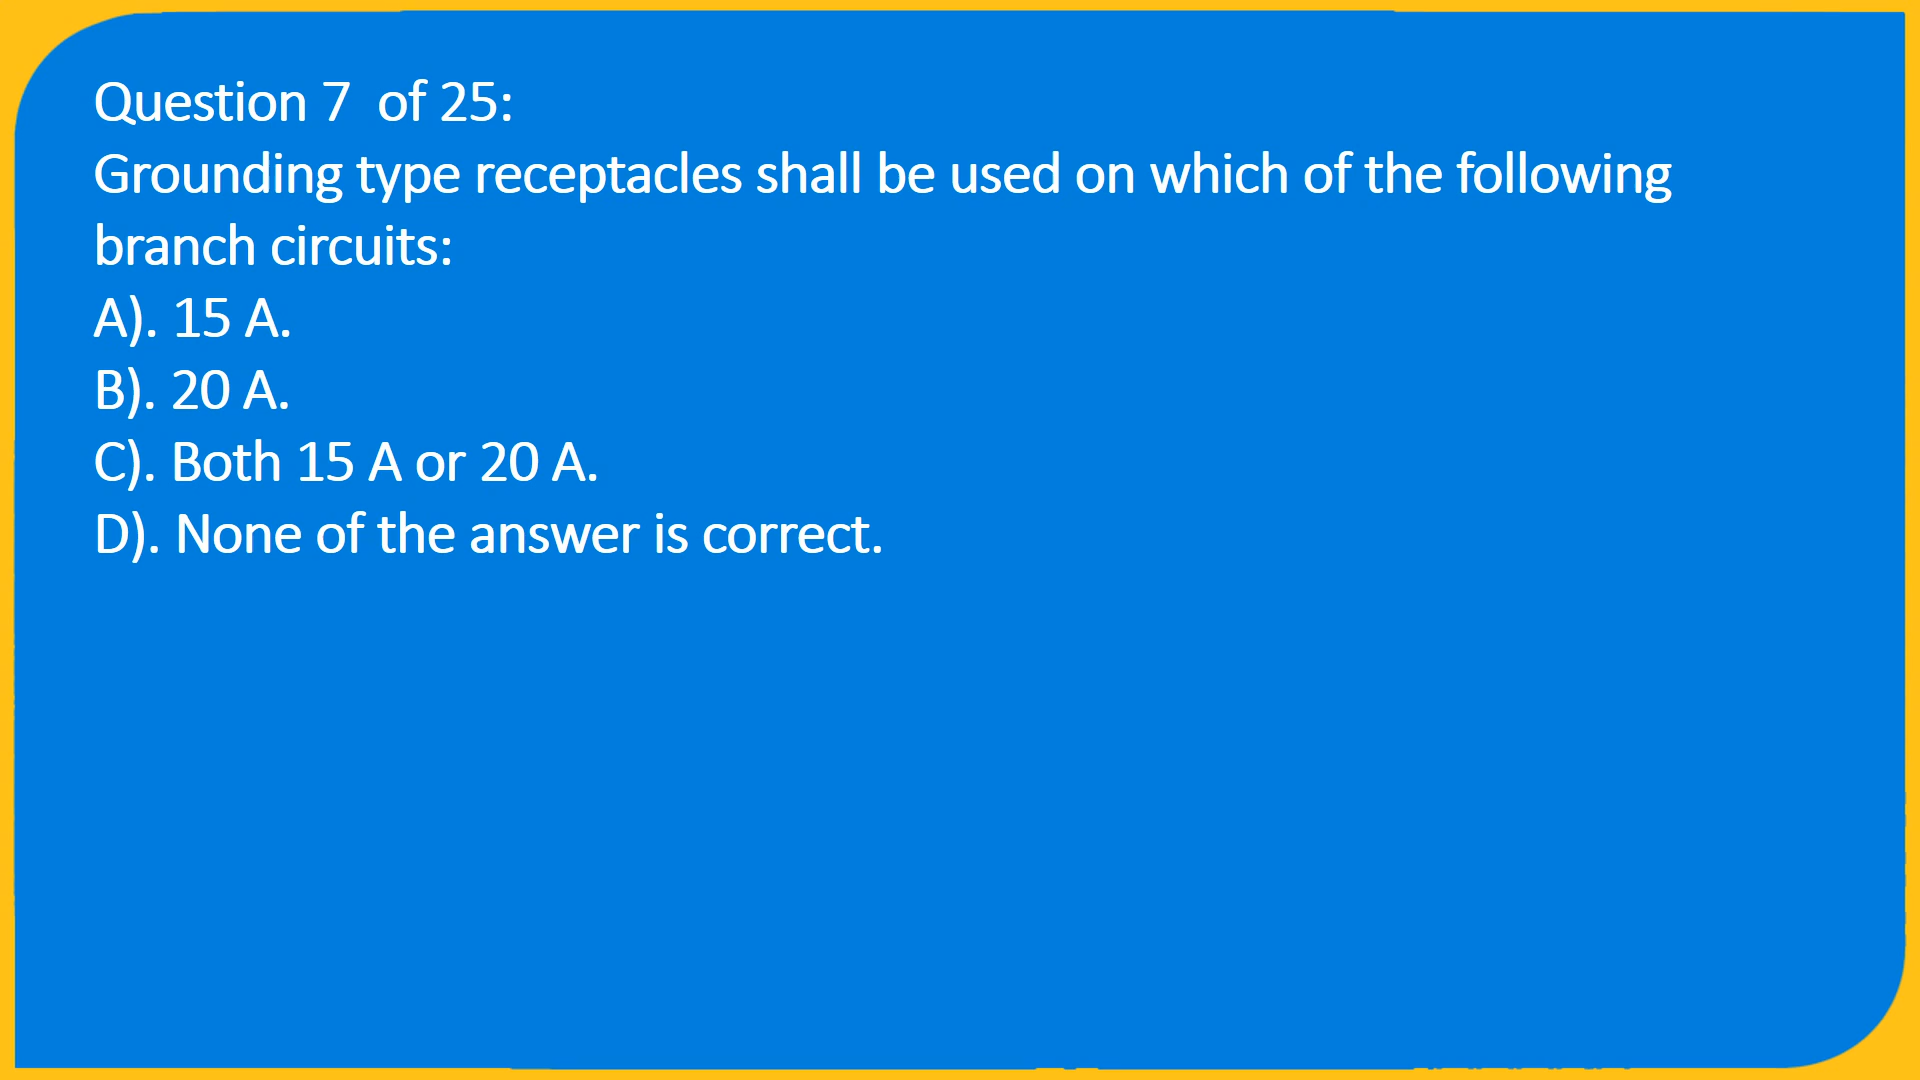 Question 7  of 25:
Grounding type receptacles shall be used on which of the following
branch circuits:
A). 15 A.
B). 20 A.
C). Both 15 A or 20 A.
D). None of the answer is correct.